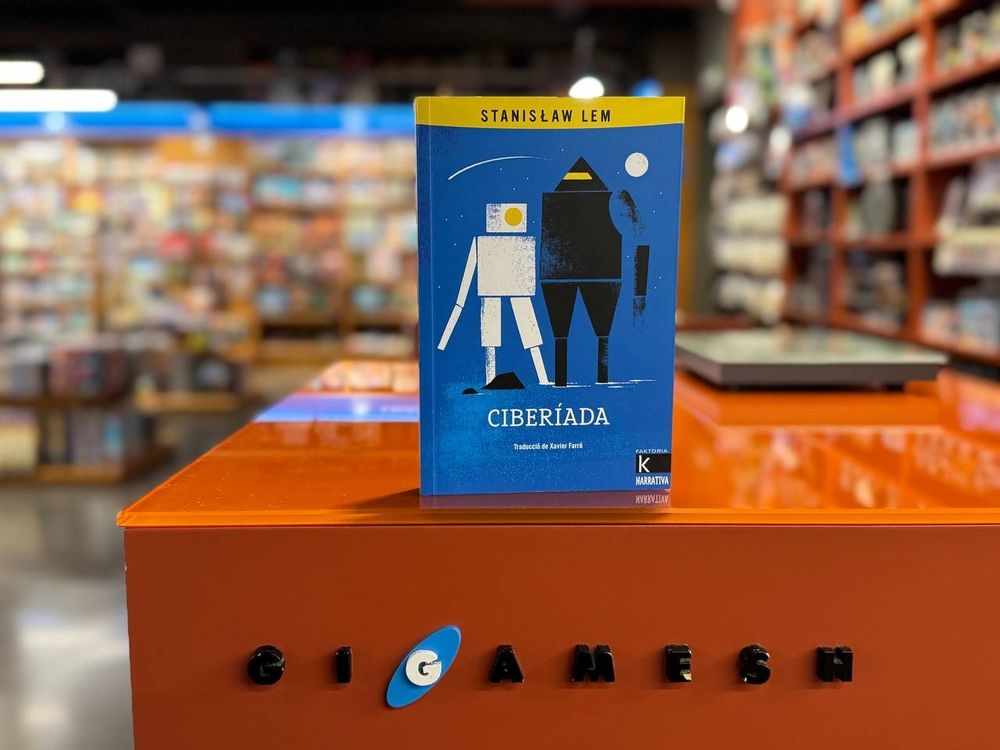 STANISŁAW LEM
CIBERÍADA
Traducció de Xavier Farré
FAKTORIA
K
NARRATIVA
GIGAMESH